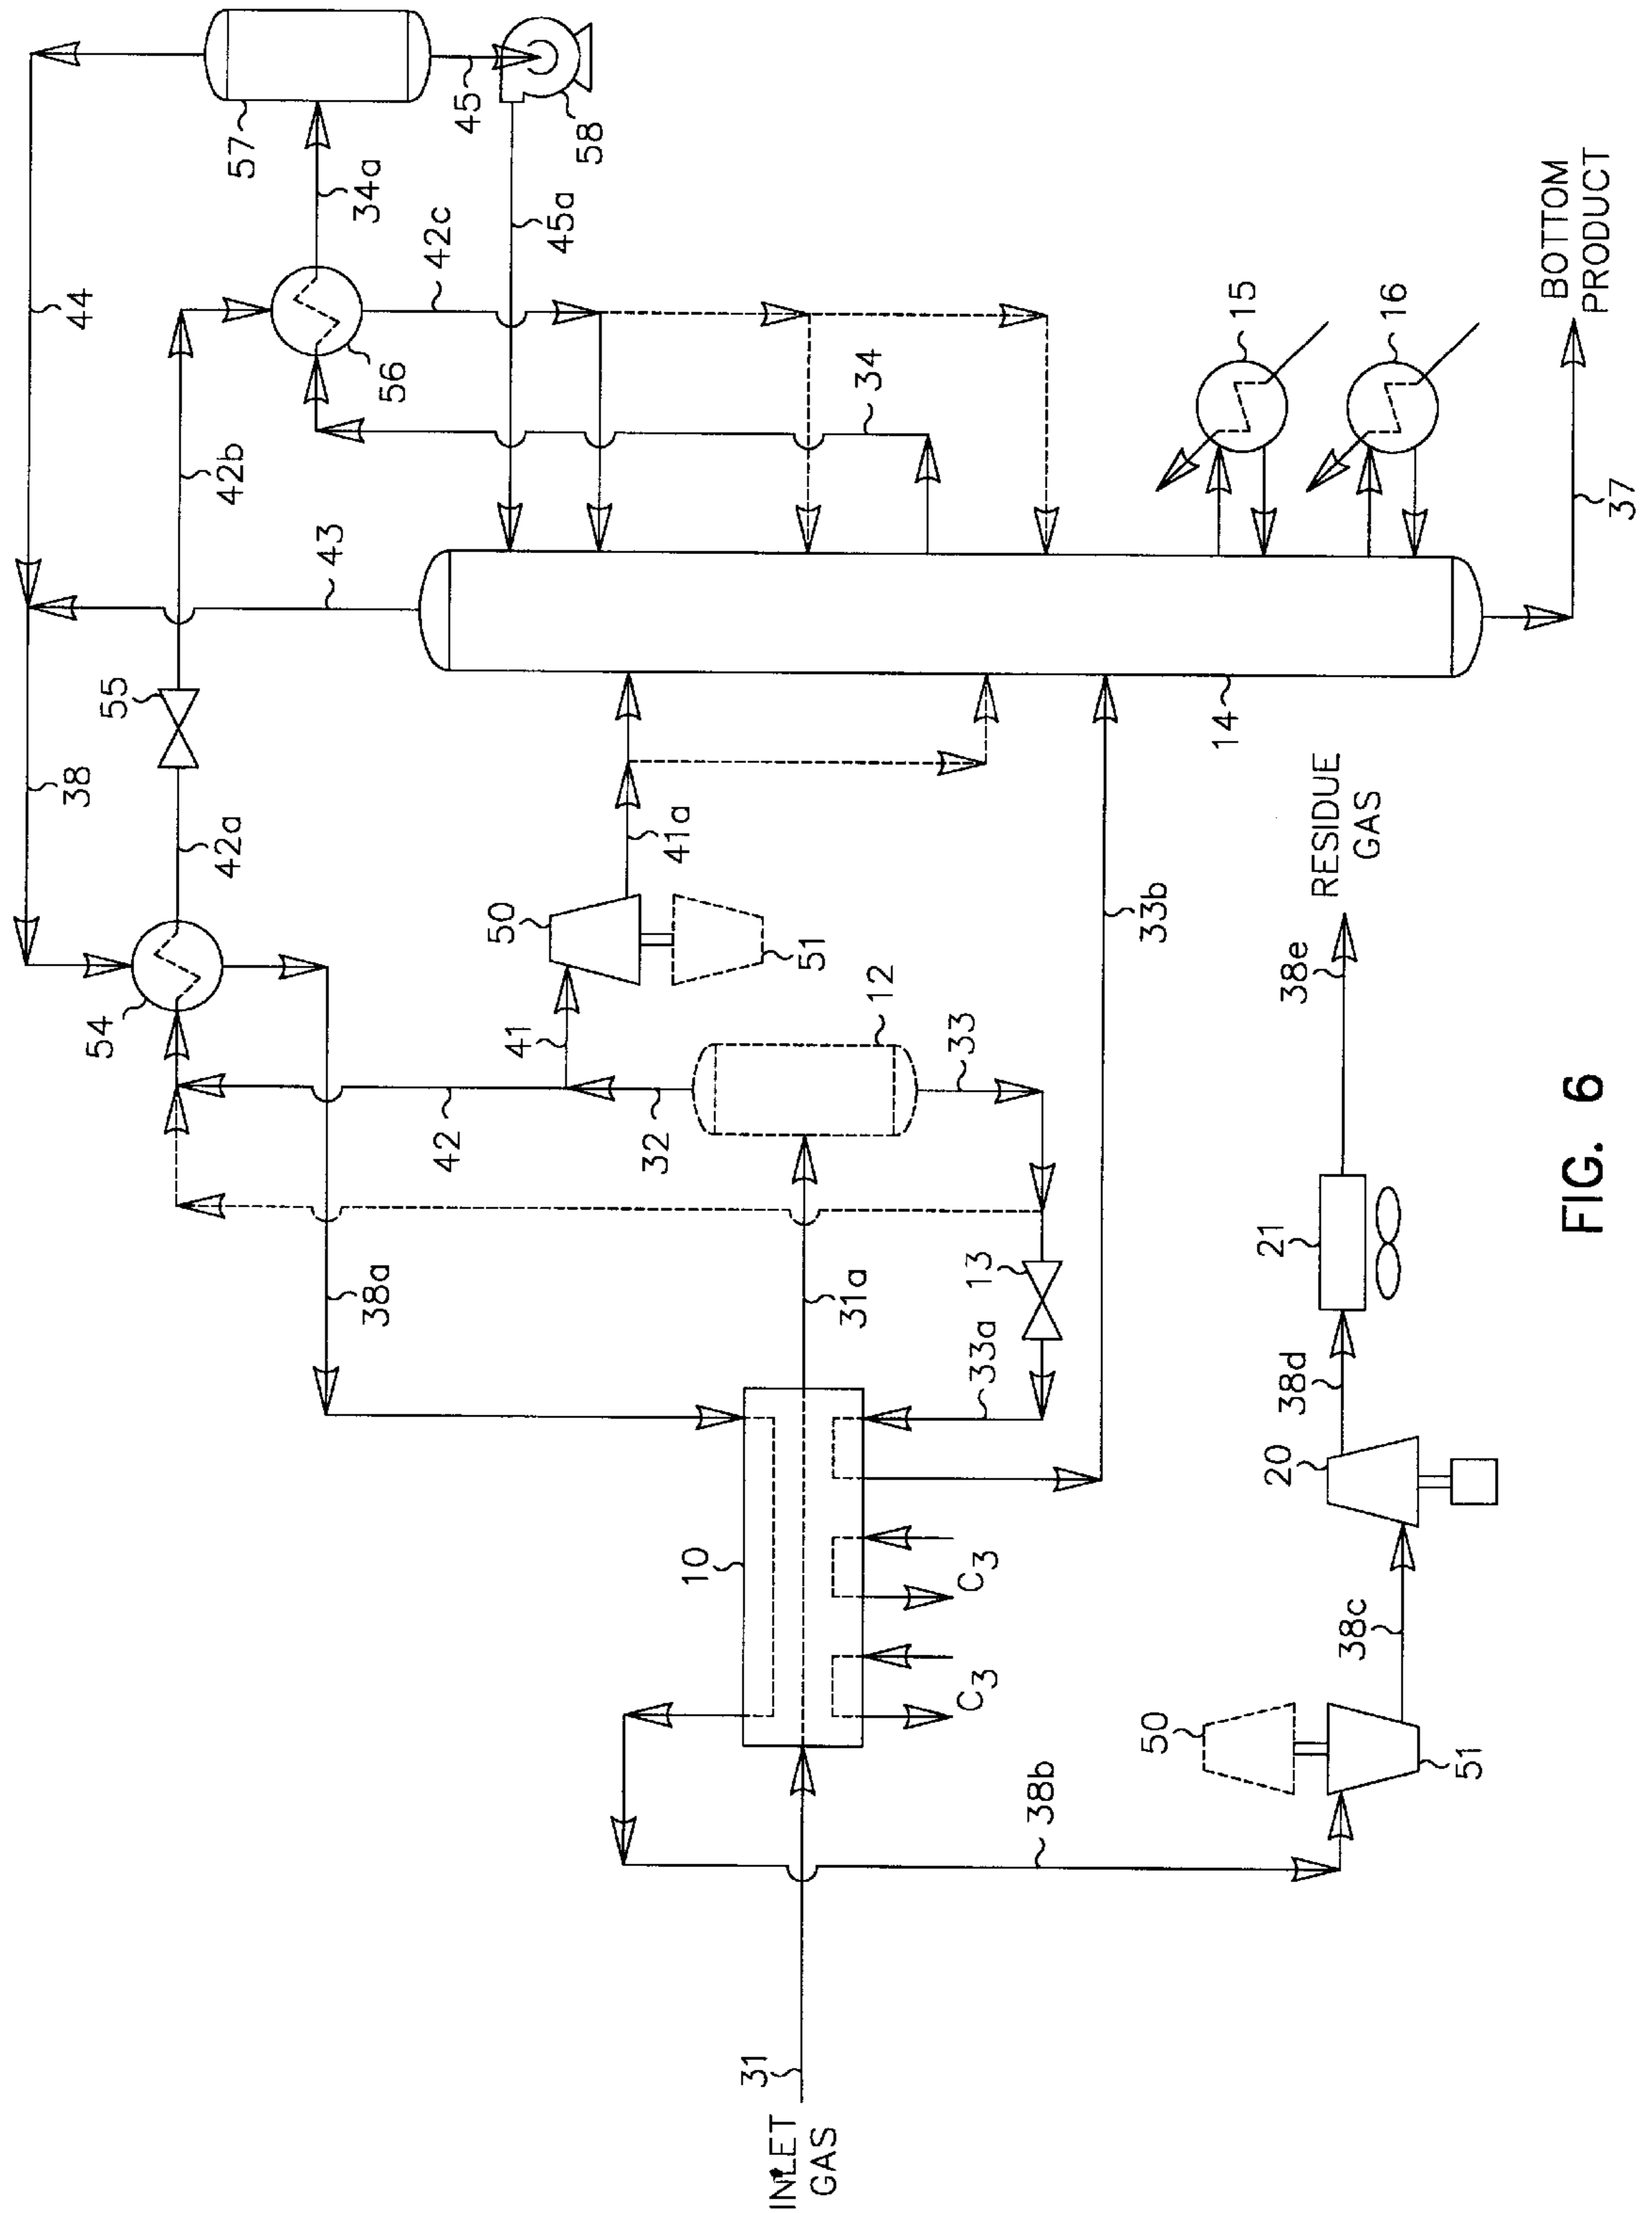 44
57
45
58
34a
42c
45a
42b
56
34
15
16
BOTTOM
PRODUCT
37
43
55
38
42a
14
50
41a
51
33b
54
41
12
33
42
32
RESIDUE
GAS
38e
38a
31a
13
33a
21
38d
20
10
C3
C3
38c
50
51
38b
31
INLET
GAS
FIG. 6